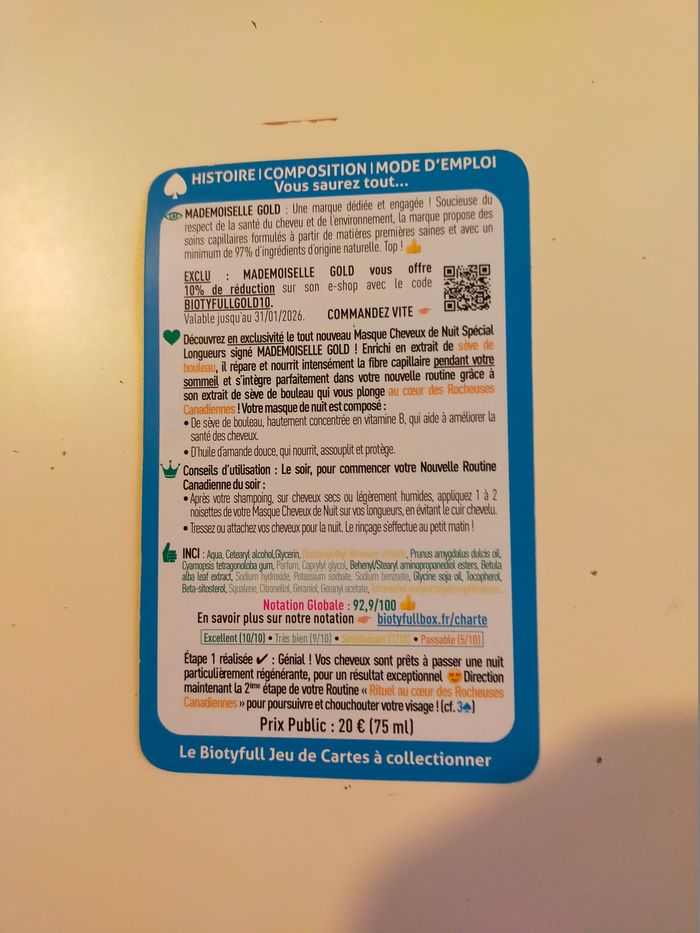 HISTOIRE | COMPOSITION | MODE D'EMPLOI
Vous saurez tout...
MADEMOISELLE GOLD : Une marque dédiée et engagée ! Soucieuse du
respect de la santé du cheveu et de l'environnement, la marque propose des
soins capillaires formulés à partir de matières premières saines et avec un
minimum de 97% d'ingrédients d'origine naturelle. Top ! 👍
EXCLU : MADEMOISELLE GOLD vous offre
10% de réduction sur son e-shop avec le code
BIOTYFULLGOLD10.
Valable jusqu'au 31/01/2026. COMMANDEZ VITE
Découvrez en exclusivité le tout nouveau Masque Cheveux de Nuit Spécial
Longueurs signé MADEMOISELLE GOLD ! Enrichi en extrait de sève de
bouleau, il répare et nourrit intensément la fibre capillaire pendant votre
sommeil et s'intègre parfaitement dans votre nouvelle routine grâce à
son extrait de sève de bouleau qui vous plonge au cœur des Rocheuses
Canadiennes ! Votre masque de nuit est composé :
• De sève de bouleau, hautement concentrée en vitamine B, qui aide à améliorer la
santé des cheveux.
• D'huile d'amande douce, qui nourrit, assouplit et protège.
Conseils d'utilisation : Le soir, pour commencer votre Nouvelle Routine
Canadienne du soir :
• Après votre shampoing, sur cheveux secs ou légèrement humides, appliquez 1 à 2
noisettes de votre Masque Cheveux de Nuit sur vos longueurs, en évitant le cuir chevelu.
• Tressez ou attachez vos cheveux pour la nuit. Le rinçage s'effectue au petit matin !
INCI : Aqua, Cetearyl alcohol, Glycerin, Distearoylethyl dimonium chloride, Prunus amygdalus dulcis oil,
Cyamopsis tetragonoloba gum, Parfum, Caprylyl glycol, Behenyl/Stearyl aminopropanediol esters, Betula
alba leaf extract, Sodium hydroxide, Potassium sorbate, Sodium benzoate, Glycine soja oil, Tocopherol,
Beta-sitosterol, Squalene, Citronellol, Geraniol, Geranyl acetate,
Notation Globale : 92,9/100 👍
En savoir plus sur notre notation biotyfullbox.fr/charte
Excellent (10/10) • Très bien (9/10) • Satisfaisant (7/10) • Passable (5/10)
Étape 1 réalisée ✔ : Génial ! Vos cheveux sont prêts à passer une nuit
particulièrement régénérante, pour un résultat exceptionnel 😍 Direction
maintenant la 2ème étape de votre Routine « Rituel au cœur des Rocheuses
Canadiennes » pour poursuivre et chouchouter votre visage ! (cf. 3♠)
Prix Public : 20 € (75 ml)
Le Biotyfull Jeu de Cartes à collectionner